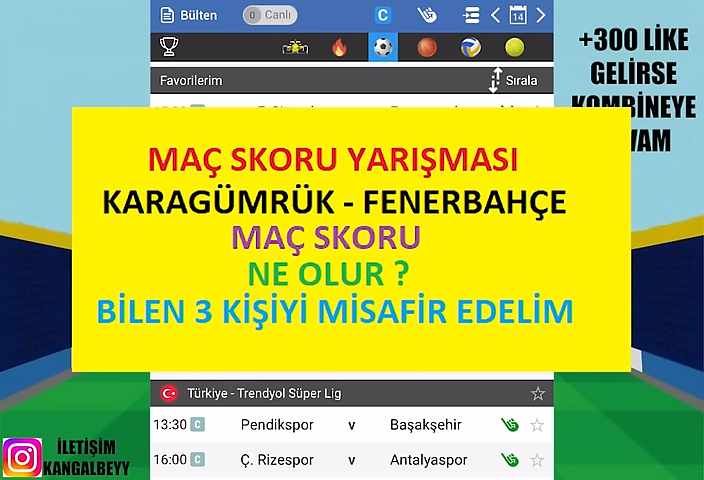 Bülten
0 Canlı
C
14
Favorilerim
Sırala
+300 LİKE
GELİRSE
KOMBİNEYE
MAÇ SKORU YARIŞMASI
KARAGÜMRÜK - FENERBAHÇE
MAÇ SKORU
NE OLUR ?
BİLEN 3 KİŞİYİ MİSAFİR EDELİM
Türkiye - Trendyol Süper Lig
13:30 C Pendikspor v Başakşehir
16:00 C Ç. Rizespor v Antalyaspor
İLETİŞİM
KANGALBEYY